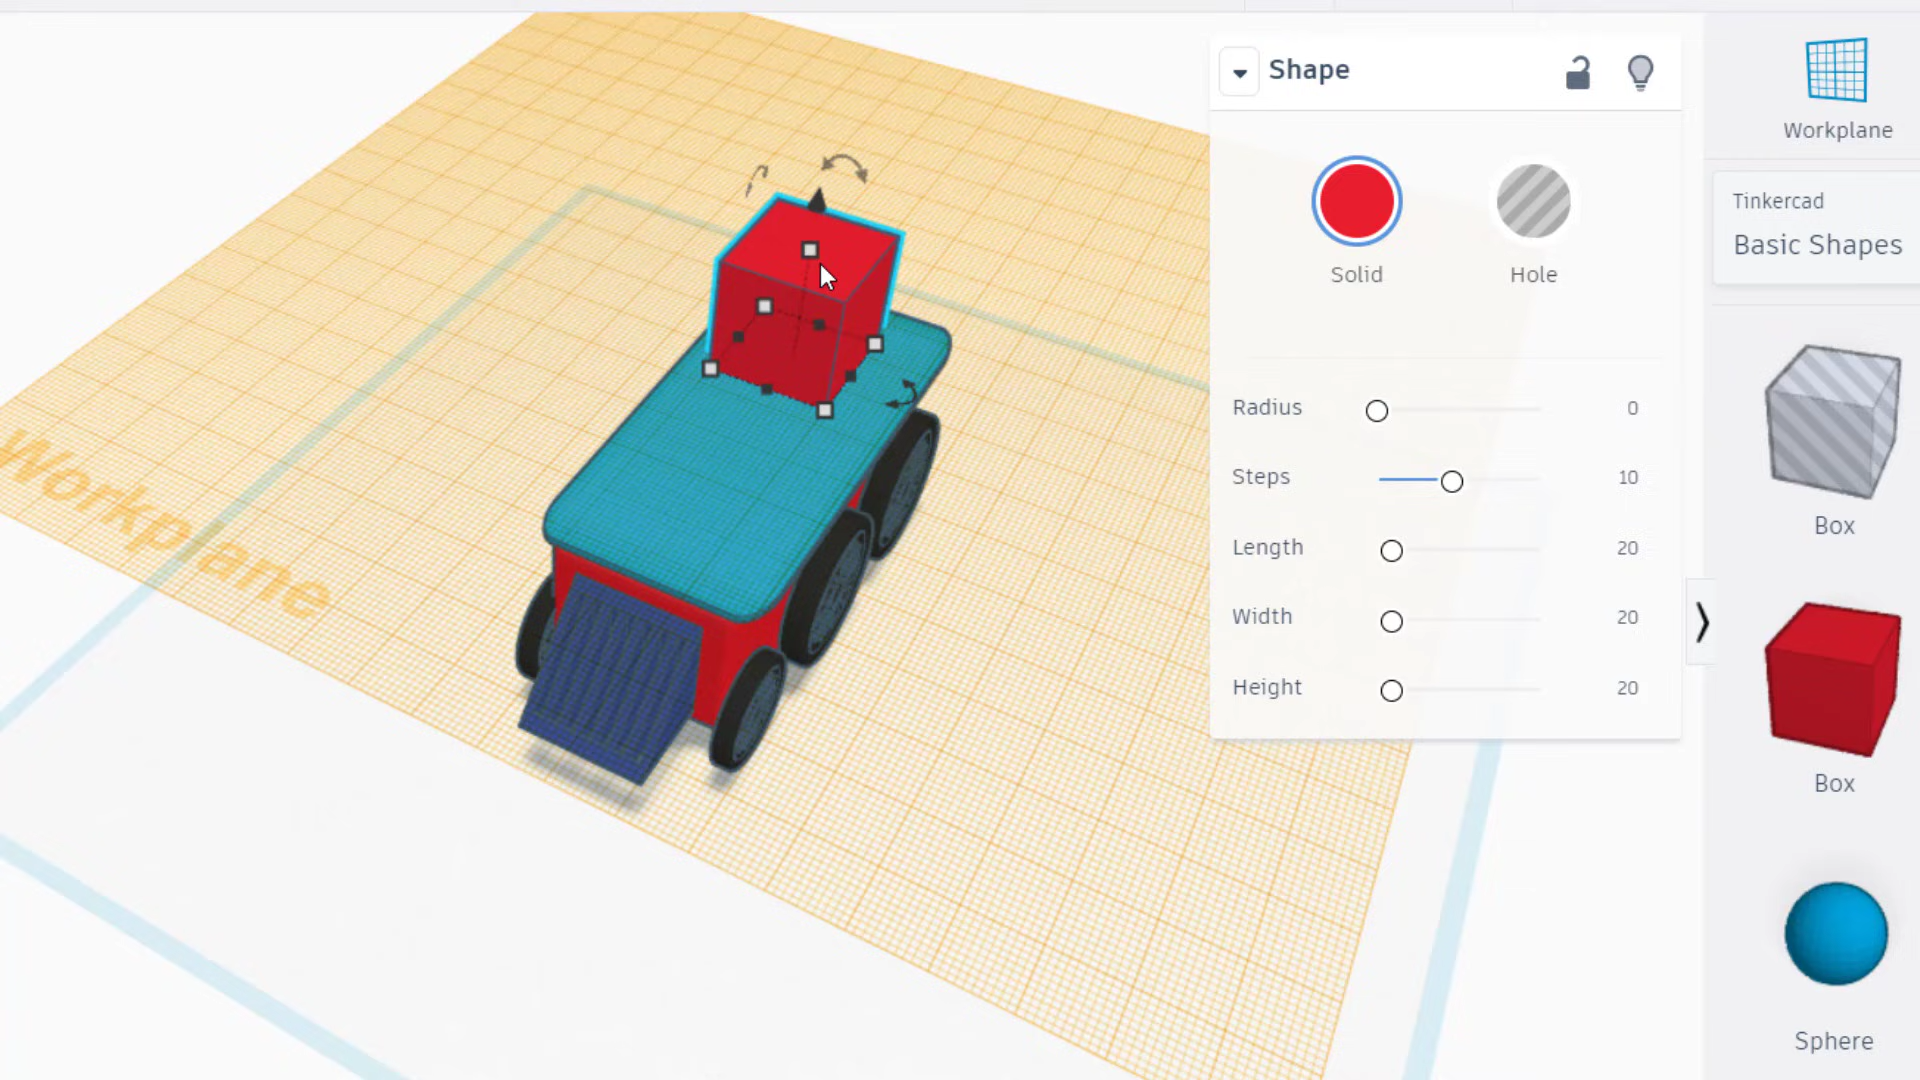 Shape
Solid
Hole
Radius 0
Steps 10
Length 20
Width 20
Height 20
Workplane
Tinkercad
Basic Shapes
Box
Box
Sphere
Workplane